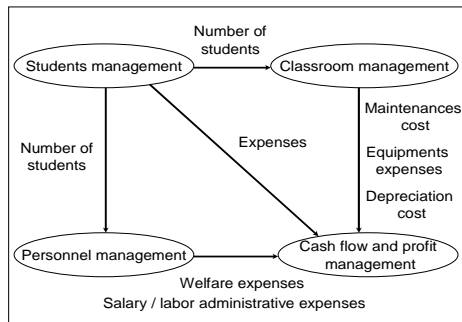 Number of
students
Students management
Classroom management
Maintenances
cost
Number of
students
Expenses
Equipments
expenses
Depreciation
cost
Personnel management
Cash flow and profit
management
Welfare expenses
Salary / labor administrative expenses